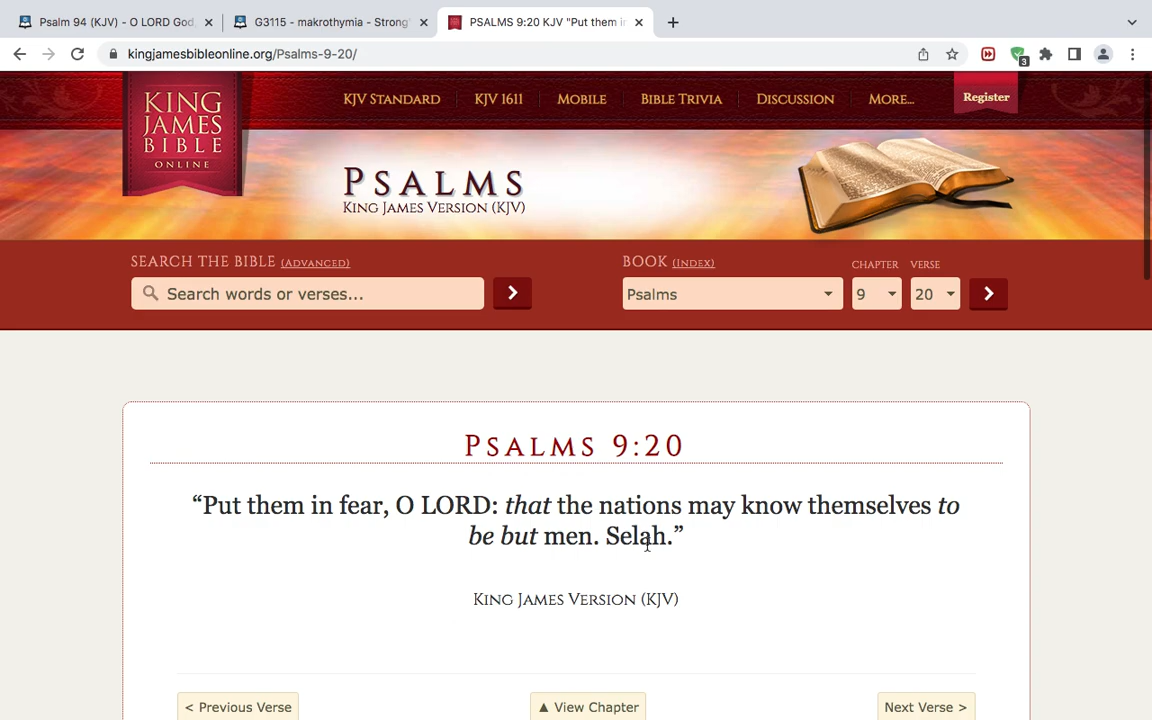 Psalm 94 (KJV) - O LORD God,
G3115 - makrothymia - Strong'
PSALMS 9:20 KJV "Put them in
kingjamesbibleonline.org/Psalms-9-20/
3
KING
JAMES
BIBLE
ONLINE
KJV STANDARD
KJV 1611
MOBILE
BIBLE TRIVIA
DISCUSSION
MORE...
Register
PSALMS
KING JAMES VERSION (KJV)
SEARCH THE BIBLE (ADVANCED)
Search words or verses...
BOOK (INDEX)
CHAPTER
VERSE
Psalms
9
20
PSALMS 9:20
“Put them in fear, O LORD: that the nations may know themselves to
be but men. Selah.”
KING JAMES VERSION (KJV)
< Previous Verse
▲ View Chapter
Next Verse >